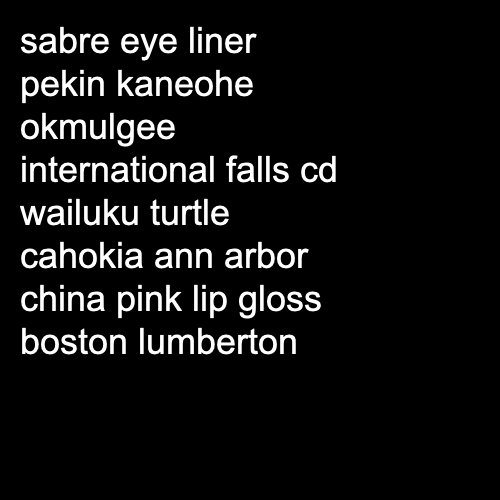 sabre eye liner
pekin kaneohe
okmulgee
international falls cd
wailuku turtle
cahokia ann arbor
china pink lip gloss
boston lumberton